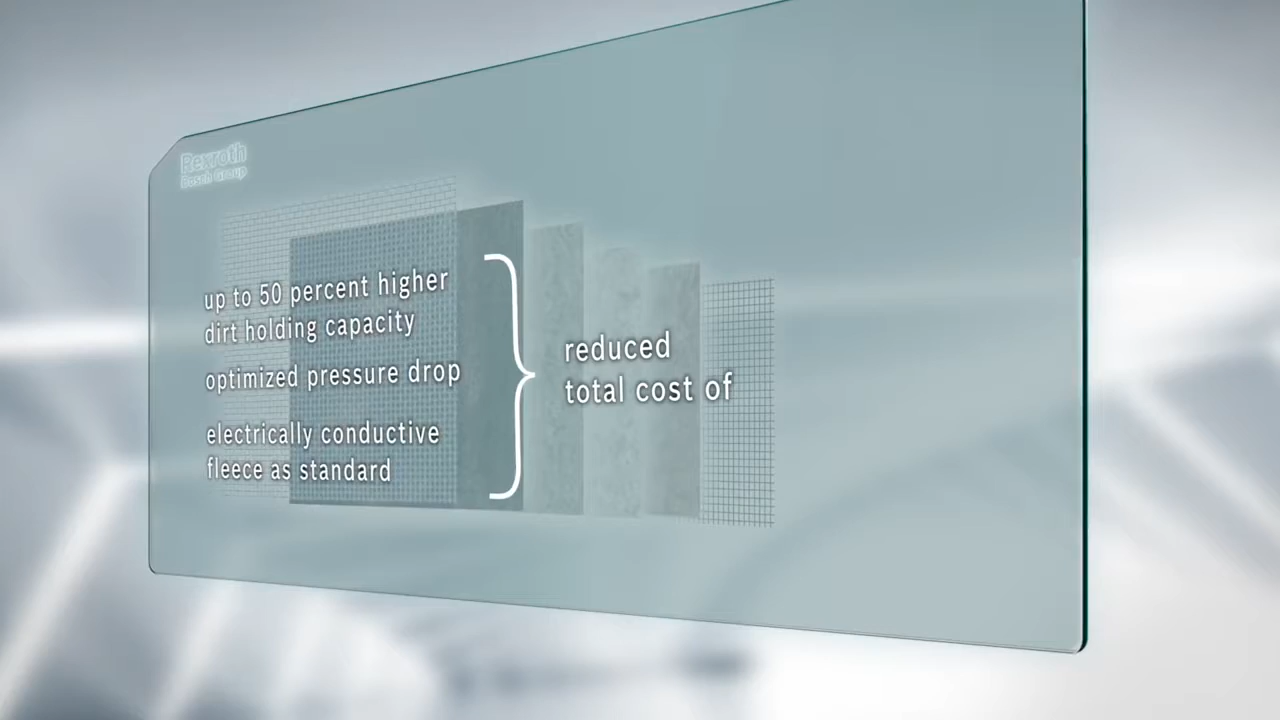 Rexroth
Bosch Group
up to 50 percent higher
dirt holding capacity
optimized pressure drop
electrically conductive
fleece as standard
reduced
total cost of